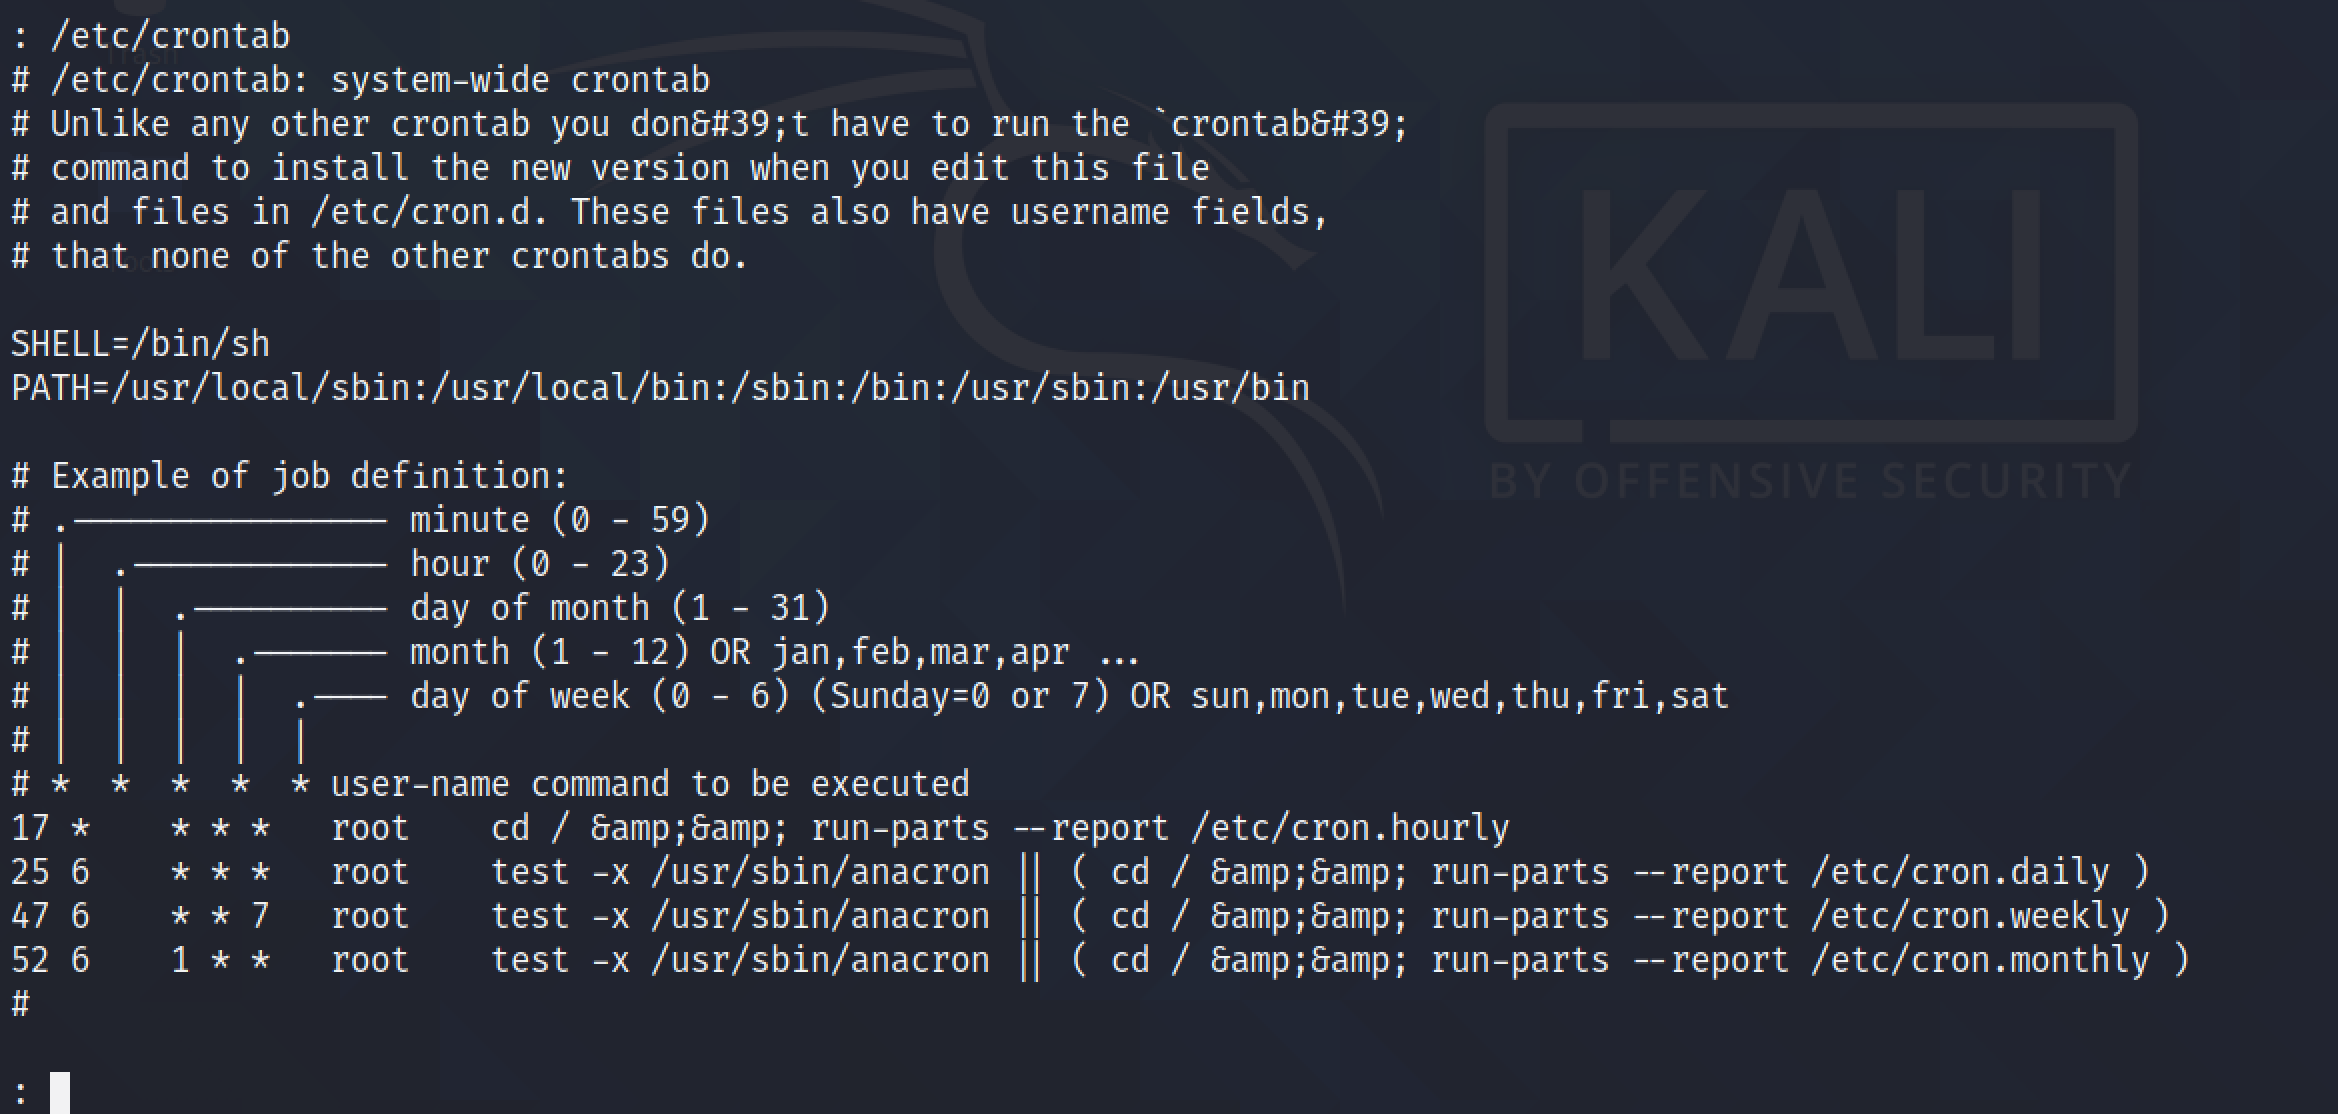 : /etc/crontab
# /etc/crontab: system-wide crontab
# Unlike any other crontab you don&#39;t have to run the `crontab&#39;
# command to install the new version when you edit this file
# and files in /etc/cron.d. These files also have username fields,
# that none of the other crontabs do.

SHELL=/bin/sh
PATH=/usr/local/sbin:/usr/local/bin:/sbin:/bin:/usr/sbin:/usr/bin

# Example of job definition:
# .---------------- minute (0 - 59)
# |  .------------- hour (0 - 23)
# |  |  .---------- day of month (1 - 31)
# |  |  |  .------- month (1 - 12) OR jan,feb,mar,apr ...
# |  |  |  |  .---- day of week (0 - 6) (Sunday=0 or 7) OR sun,mon,tue,wed,thu,fri,sat
# |  |  |  |  |
# *  *  *  *  * user-name command to be executed
17 *    * * *   root    cd / &amp;&amp; run-parts --report /etc/cron.hourly
25 6    * * *   root    test -x /usr/sbin/anacron || ( cd / &amp;&amp; run-parts --report /etc/cron.daily )
47 6    * * 7   root    test -x /usr/sbin/anacron || ( cd / &amp;&amp; run-parts --report /etc/cron.weekly )
52 6    1 * *   root    test -x /usr/sbin/anacron || ( cd / &amp;&amp; run-parts --report /etc/cron.monthly )
#

:
KALI
BY OFFENSIVE SECURITY